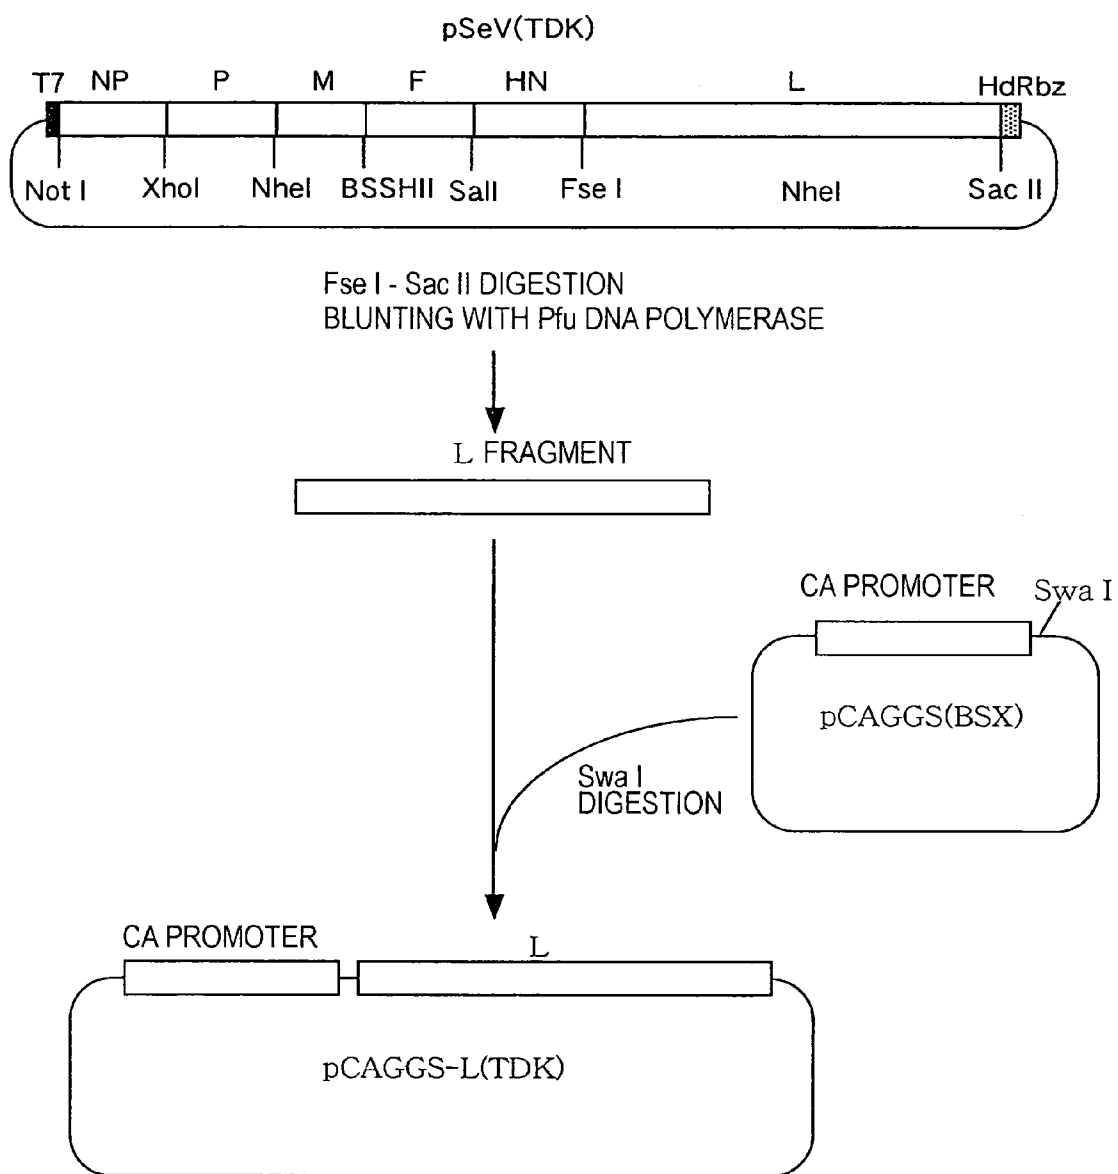 pSeV(TDK)
T7 NP P M F HN L HdRbz
Not I XhoI NheI BSSHII SalI Fse I NheI Sac II
Fse I - Sac II DIGESTION
BLUNTING WITH Pfu DNA POLYMERASE
L FRAGMENT
CA PROMOTER Swa I
pCAGGS(BSX)
Swa I
DIGESTION
CA PROMOTER L
pCAGGS-L(TDK)